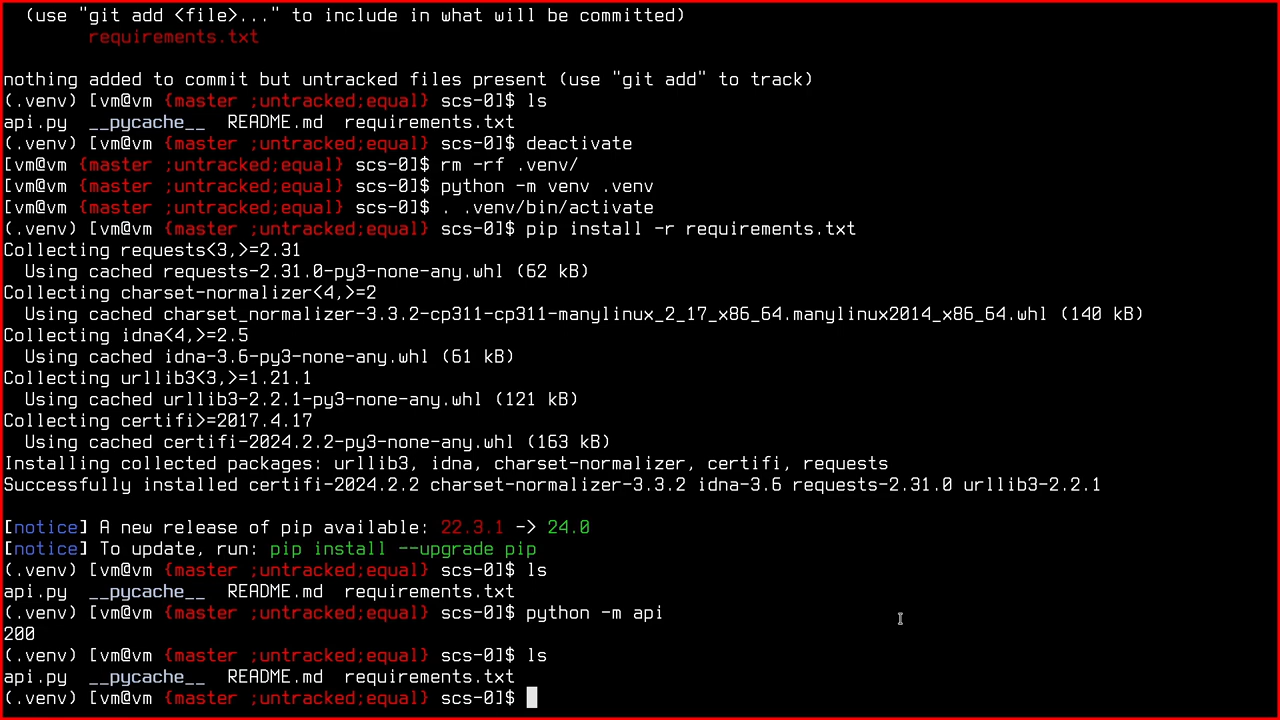 (use "git add <file>..." to include in what will be committed)
requirements.txt
nothing added to commit but untracked files present (use "git add" to track)
(.venv) [vm@vm {master ;untracked;equal} scs-0]$ ls
api.py  __pycache__  README.md  requirements.txt
(.venv) [vm@vm {master ;untracked;equal} scs-0]$ deactivate
[vm@vm {master ;untracked;equal} scs-0]$ rm -rf .venv/
[vm@vm {master ;untracked;equal} scs-0]$ python -m venv .venv
[vm@vm {master ;untracked;equal} scs-0]$ . .venv/bin/activate
(.venv) [vm@vm {master ;untracked;equal} scs-0]$ pip install -r requirements.txt
Collecting requests<3,>=2.31
  Using cached requests-2.31.0-py3-none-any.whl (62 kB)
Collecting charset-normalizer<4,>=2
  Using cached charset_normalizer-3.3.2-cp311-cp311-manylinux_2_17_x86_64.manylinux2014_x86_64.whl (140 kB)
Collecting idna<4,>=2.5
  Using cached idna-3.6-py3-none-any.whl (61 kB)
Collecting urllib3<3,>=1.21.1
  Using cached urllib3-2.2.1-py3-none-any.whl (121 kB)
Collecting certifi>=2017.4.17
  Using cached certifi-2024.2.2-py3-none-any.whl (163 kB)
Installing collected packages: urllib3, idna, charset-normalizer, certifi, requests
Successfully installed certifi-2024.2.2 charset-normalizer-3.3.2 idna-3.6 requests-2.31.0 urllib3-2.2.1
[notice] A new release of pip available: 22.3.1 -> 24.0
[notice] To update, run: pip install --upgrade pip
(.venv) [vm@vm {master ;untracked;equal} scs-0]$ ls
api.py  __pycache__  README.md  requirements.txt
(.venv) [vm@vm {master ;untracked;equal} scs-0]$ python -m api
200
(.venv) [vm@vm {master ;untracked;equal} scs-0]$ ls
api.py  __pycache__  README.md  requirements.txt
(.venv) [vm@vm {master ;untracked;equal} scs-0]$